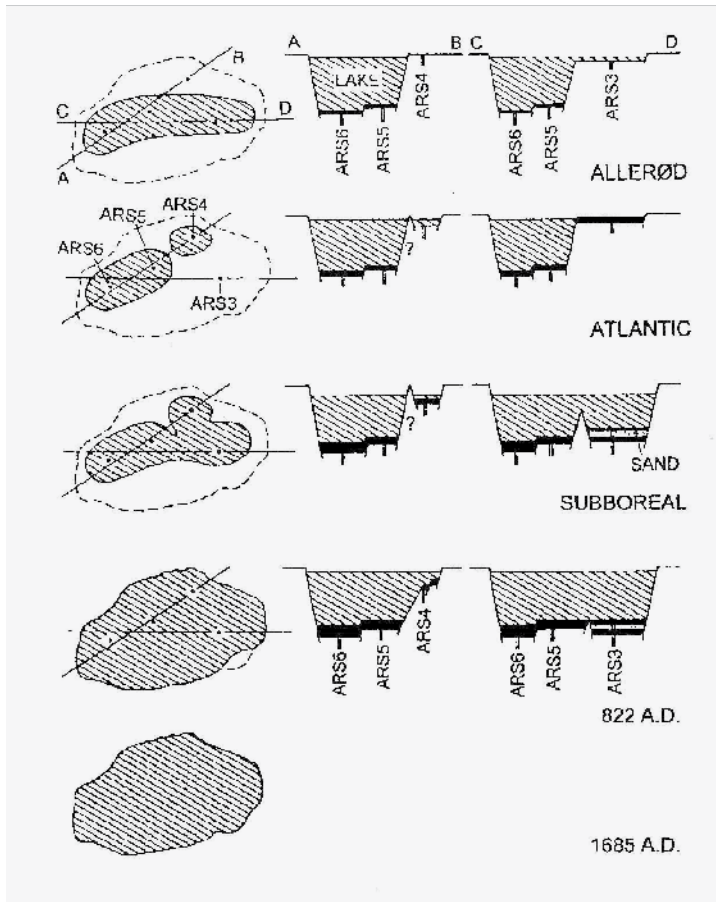 A B C D
B
LAKE
ARS4
ARS3
C D
ARS6
ARS5
ARS6
ARS5
A
ALLERØD
ARS4
ARS5
ARS6
?
ARS3
ATLANTIC
?
SAND
SUBOREAL
ARS4
ARS6
ARS5
ARS6
ARS5
ARS3
822 A.D.
1685 A.D.